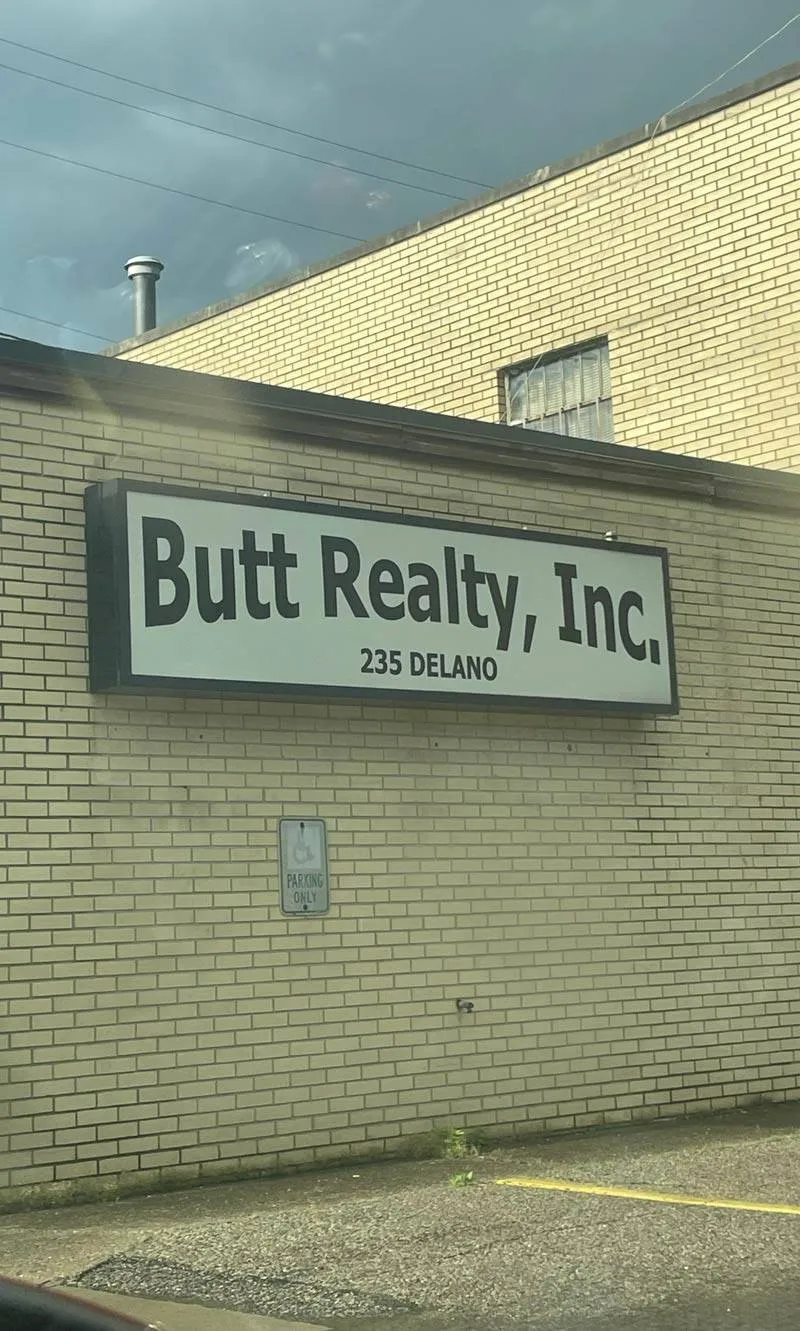 Butt Realty, Inc.
235 DELANO
PARKING
ONLY